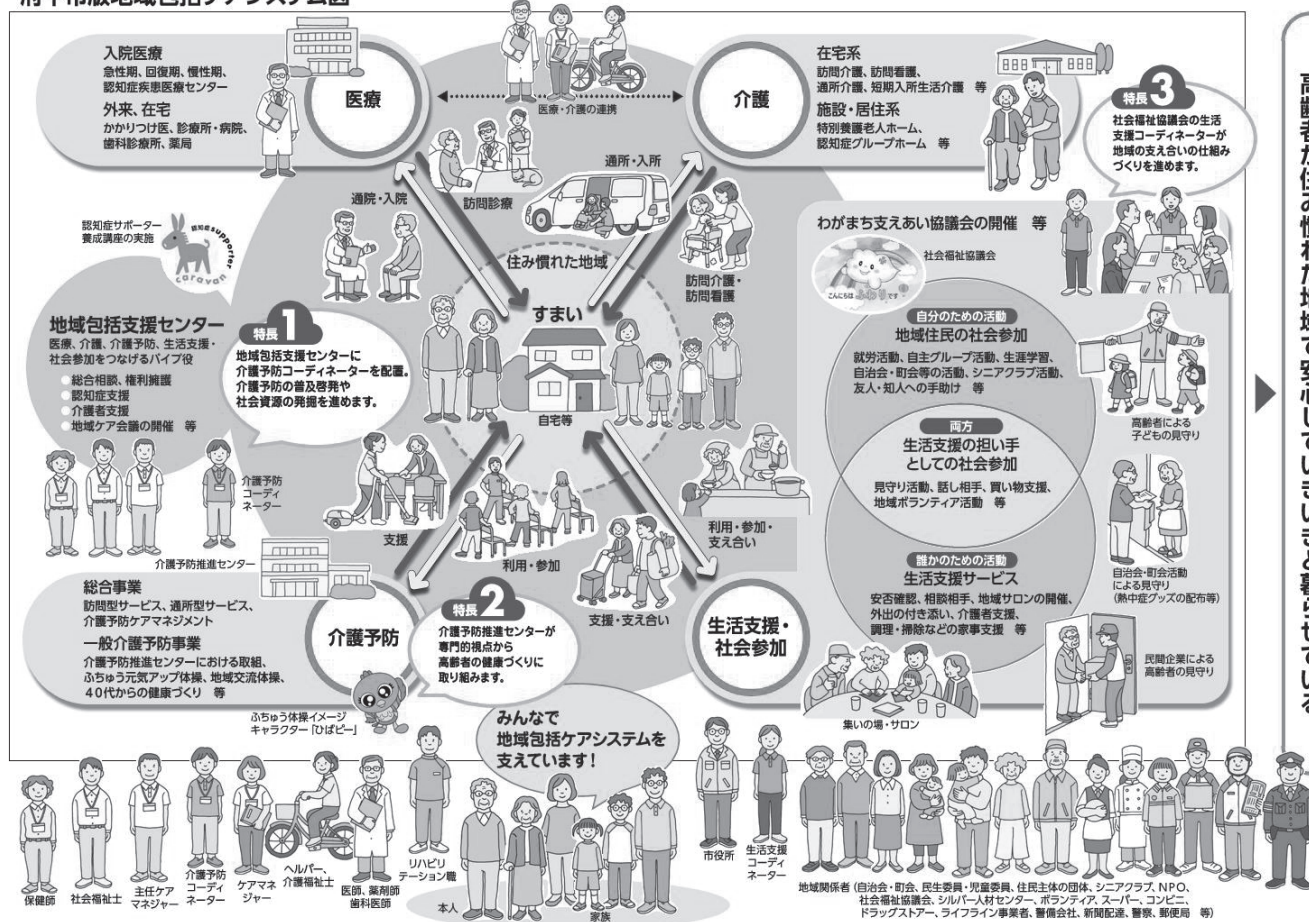 府中市版地域包括ケアシステム図
入院医療
急性期、回復期、慢性期、
認知症疾患医療センター
外来、在宅
かかりつけ医、診療所・病院、
歯科診療所、薬局
医療
医療・介護の連携
介護
在宅系
訪問介護、訪問看護、
通所介護、短期入所生活介護 等
施設・居住系
特別養護老人ホーム、
認知症グループホーム 等
特長3
社会福祉協議会の生活
支援コーディネーターが
地域の支え合いの仕組み
づくりを進めます。
通院・入院
訪問診療
通所・入所
訪問介護・
訪問看護
認知症サポーター
養成講座の実施
認知症supporter
caravan
地域包括支援センター
医療、介護、介護予防、生活支援・
社会参加をつなげるパイプ役
総合相談、権利擁護
認知症支援
介護者支援
地域ケア会議の開催 等
特長1
地域包括支援センターに
介護予防コーディネーターを配置。
介護予防の普及啓発や
社会資源の発掘を進めます。
介護予防
コーディ
ネーター
住み慣れた地域
すまい
自宅等
わがまち支えあい協議会の開催 等
社会福祉協議会
こんにちは ふわり です
自分のための活動
地域住民の社会参加
就労活動、自主グループ活動、生涯学習、
自治会・町会等の活動、シニアクラブ活動、
友人・知人への手助け 等
両方
生活支援の担い手
としての社会参加
見守り活動、話し相手、買い物支援、
地域ボランティア活動 等
誰かのための活動
生活支援サービス
安否確認、相談相手、地域サロンの開催、
外出の付き添い、介護者支援、
調理・掃除などの家事支援 等
高齢者による
子どもの見守り
自治会・町会活動
による見守り
(熱中症グッズの配布等)
民間企業による
高齢者の見守り
集いの場・サロン
支援
利用・参加
支援・支え合い
利用・参加・
支え合い
介護予防推進センター
総合事業
訪問型サービス、通所型サービス、
介護予防ケアマネジメント
一般介護予防事業
介護予防推進センターにおける取組、
ふちゅう元気アップ体操、地域交流体操、
40代からの健康づくり 等
介護予防
特長2
介護予防推進センターが
専門的視点から
高齢者の健康づくりに
取り組みます。
ふちゅう体操イメージ
キャラクター「ひばピー」
生活支援・
社会参加
みんなで
地域包括ケアシステムを
支えています!
保健師
社会福祉士
主任ケア
マネジャー
介護予防
コーディ
ネーター
ケアマネ
ジャー
ヘルパー、
介護福祉士
医師、薬剤師
歯科医師
リハビリ
テーション職
本人
家族
市役所
生活支援
コーディ
ネーター
地域関係者(自治会・町会、民生委員・児童委員、住民主体の団体、シニアクラブ、NPO、
社会福祉協議会、シルバー人材センター、ボランティア、スーパー、コンビニ、
ドラッグストアー、ライフライン事業者、警備会社、新聞配達、警察、郵便局 等)
高齢者が住み慣れた地域で安心していきいきと暮らせている